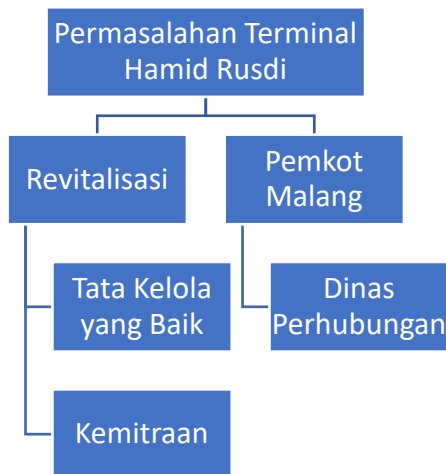 Permasalahan Terminal
Hamid Rusdi
Revitalisasi
Pemkot
Malang
Tata Kelola
yang Baik
Dinas
Perhubungan
Kemitraan